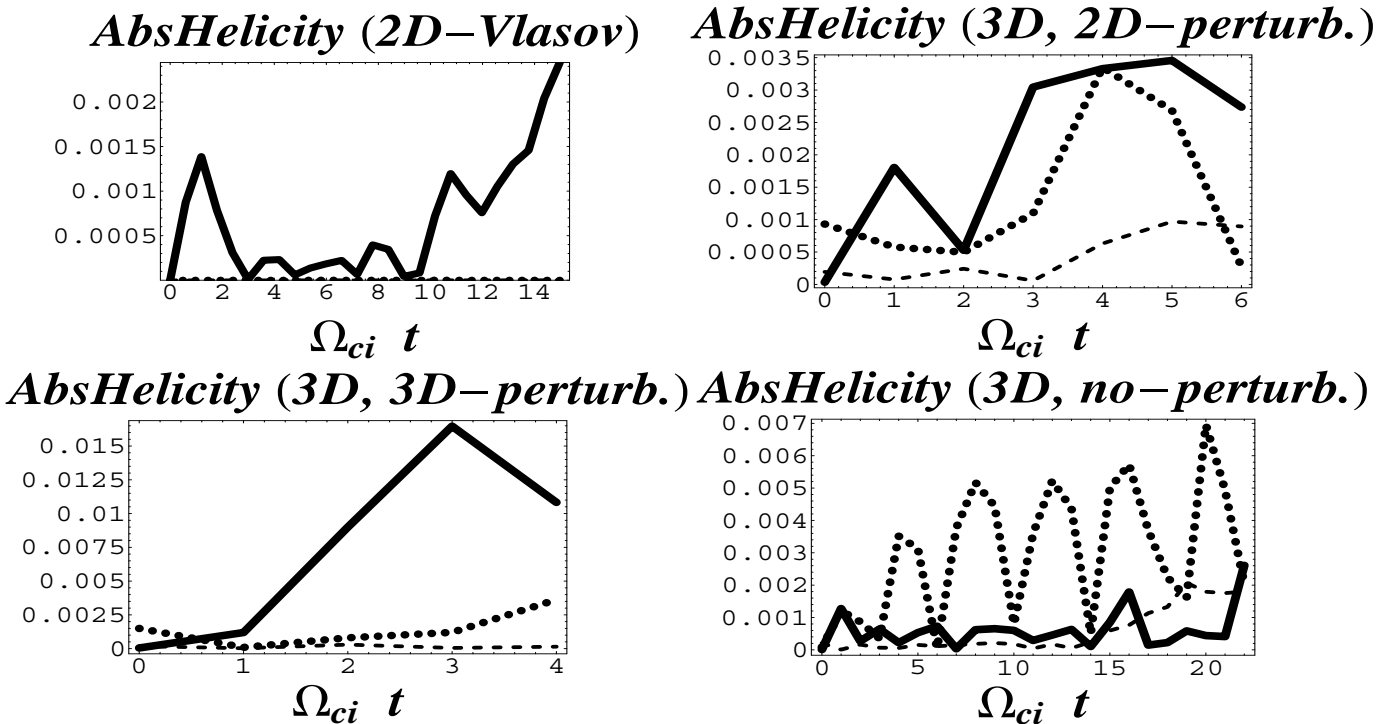 AbsHelicity (2D−Vlasov)
0.002
0.0015
0.001
0.0005
0 2 4 6 8 10 12 14
Ω_ci t
AbsHelicity (3D, 2D−perturb.)
0.0035
0.003
0.0025
0.002
0.0015
0.001
0.0005
0
0 1 2 3 4 5 6
Ω_ci t
AbsHelicity (3D, 3D−perturb.)
0.015
0.0125
0.01
0.0075
0.005
0.0025
0
0 1 2 3 4
Ω_ci t
AbsHelicity (3D, no−perturb.)
0.007
0.006
0.005
0.004
0.003
0.002
0.001
0
0 5 10 15 20
Ω_ci t